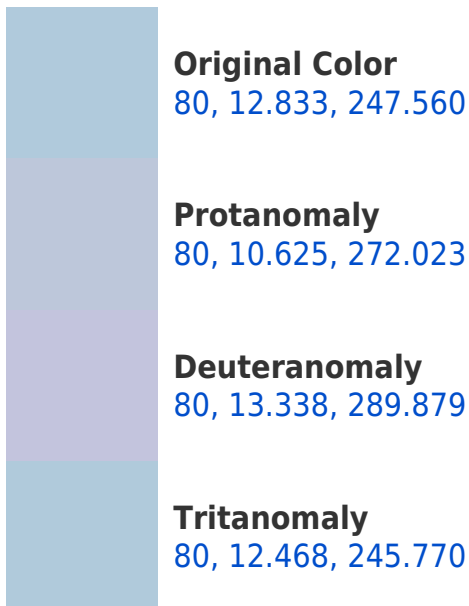 Original Color
80, 12.833, 247.560
Protanomaly
80, 10.625, 272.023
Deuteranomaly
80, 13.338, 289.879
Tritanomaly
80, 12.468, 245.770